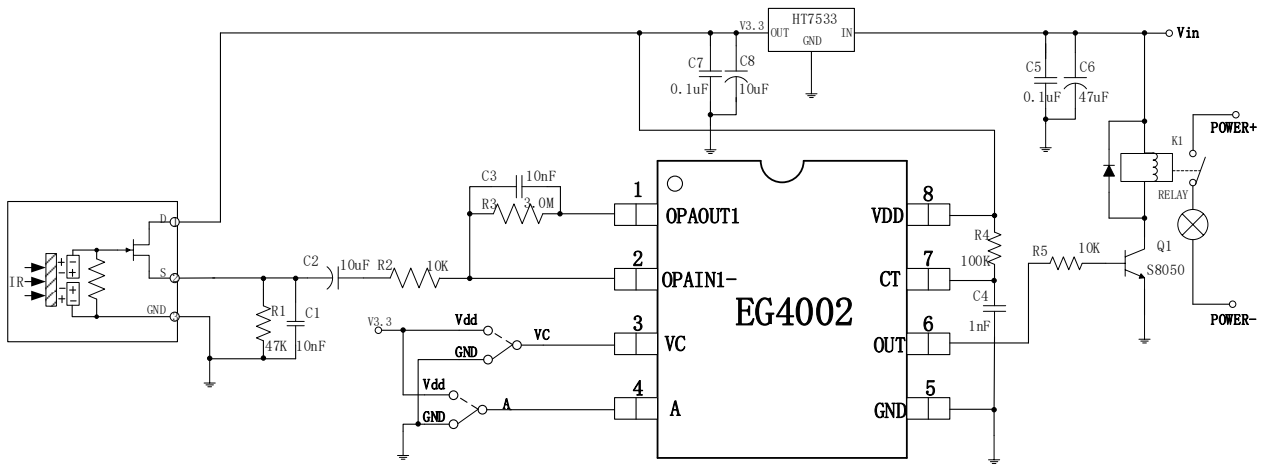 HT7533
V3.3 OUT IN
GND
Vin
C7
0.1uF
C8
10uF
C5
0.1uF
C6
47uF
POWER+
K1
RELAY
POWER-
D
S
GND
IR
+ - + -
- + - +
R1
47K
C1
10nF
C2
10uF
R2
10K
C3
10nF
R3
3.0M
1
OPAOUT1
2
OPAIN1-
3
VC
4
A
EG4002
8
VDD
7
CT
6
OUT
5
GND
R4
100K
C4
1nF
R5
10K
Q1
S8050
V3.3
Vdd
GND
VC
Vdd
GND
A